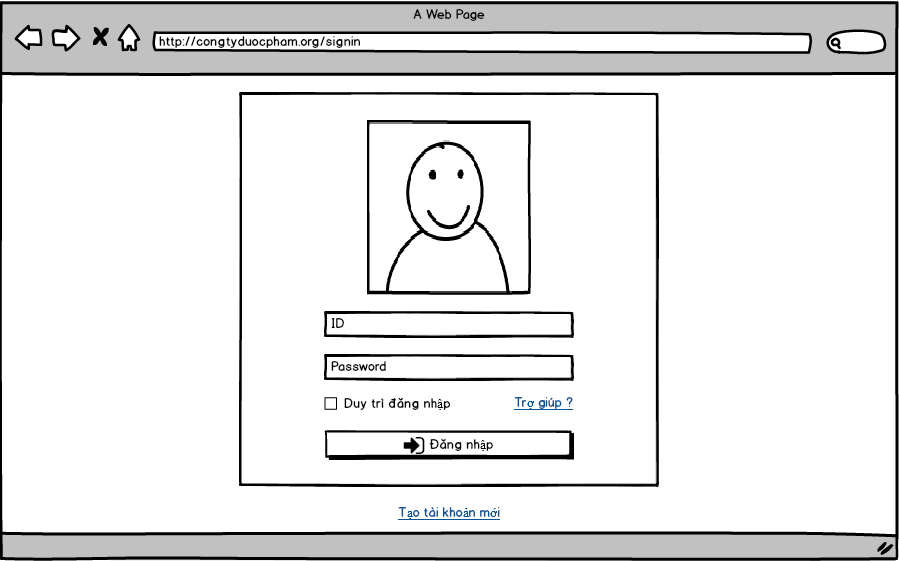 A Web Page
http://congtyduocpham.org/signin
ID
Password
Duy trì đăng nhập
Trợ giúp ?
Đăng nhập
Tạo tài khoản mới